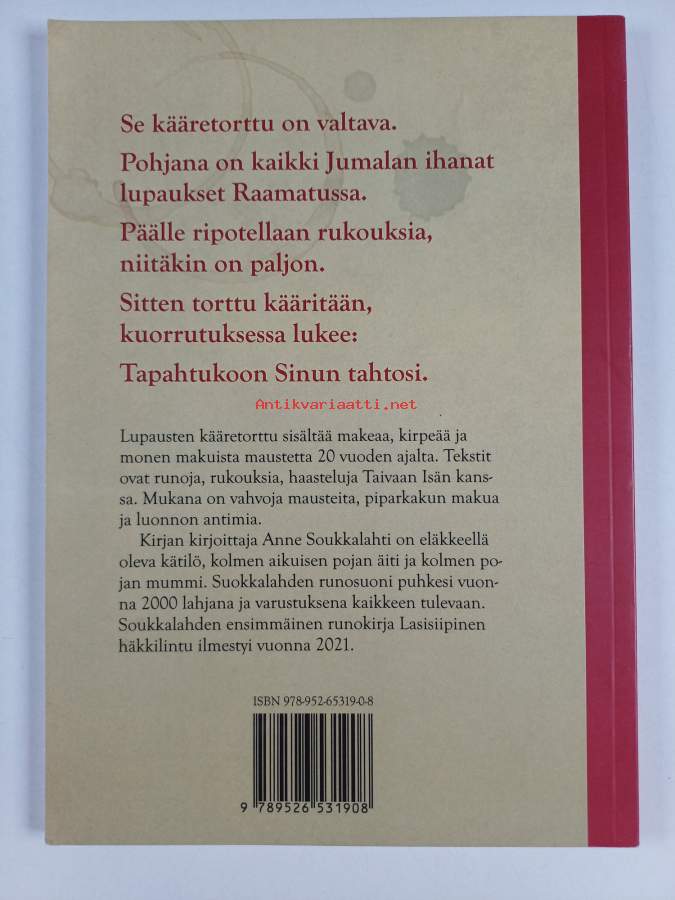 Se kääretorttu on valtava.
Pohjana on kaikki Jumalan ihanat
lupaukset Raamatussa.
Päälle ripotellaan rukouksia,
niitäkin on paljon.
Sitten torttu kääritään,
kuorrutuksessa lukee:
Tapahtukoon Sinun tahtosi.
Antikvariaatti.net
Lupausten kääretorttu sisältää makeaa, kirpeää ja
monen makuista maustetta 20 vuoden ajalta. Tekstit
ovat runoja, rukouksia, haasteluja Taivaan Isän kans-
sa. Mukana on vahvoja mausteita, piparkakun makua
ja luonnon antimia.
Kirjan kirjoittaja Anne Soukkalahti on eläkkeellä
oleva kätilö, kolmen aikuisen pojan äiti ja kolmen po-
jan mummi. Suokkalahden runosuoni puhkesi vuon-
na 2000 lahjana ja varustuksena kaikkeen tulevaan.
Soukkalahden ensimmäinen runokirja Lasisiipinen
häkkilintu ilmestyi vuonna 2021.
ISBN 978-952-65319-0-8
9 789526 531908